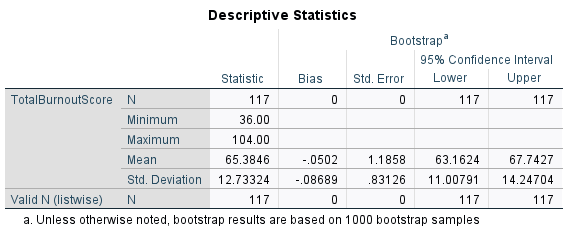 Descriptive Statistics
Bootstrapᵃ
95% Confidence Interval
Statistic Bias Std. Error Lower Upper
TotalBurnoutScore N 117 0 0 117 117
Minimum 36.00
Maximum 104.00
Mean 65.3846 -.0502 1.1858 63.1624 67.7427
Std. Deviation 12.73324 -.08689 .83126 11.00791 14.24704
Valid N (listwise) N 117 0 0 117 117
a. Unless otherwise noted, bootstrap results are based on 1000 bootstrap samples